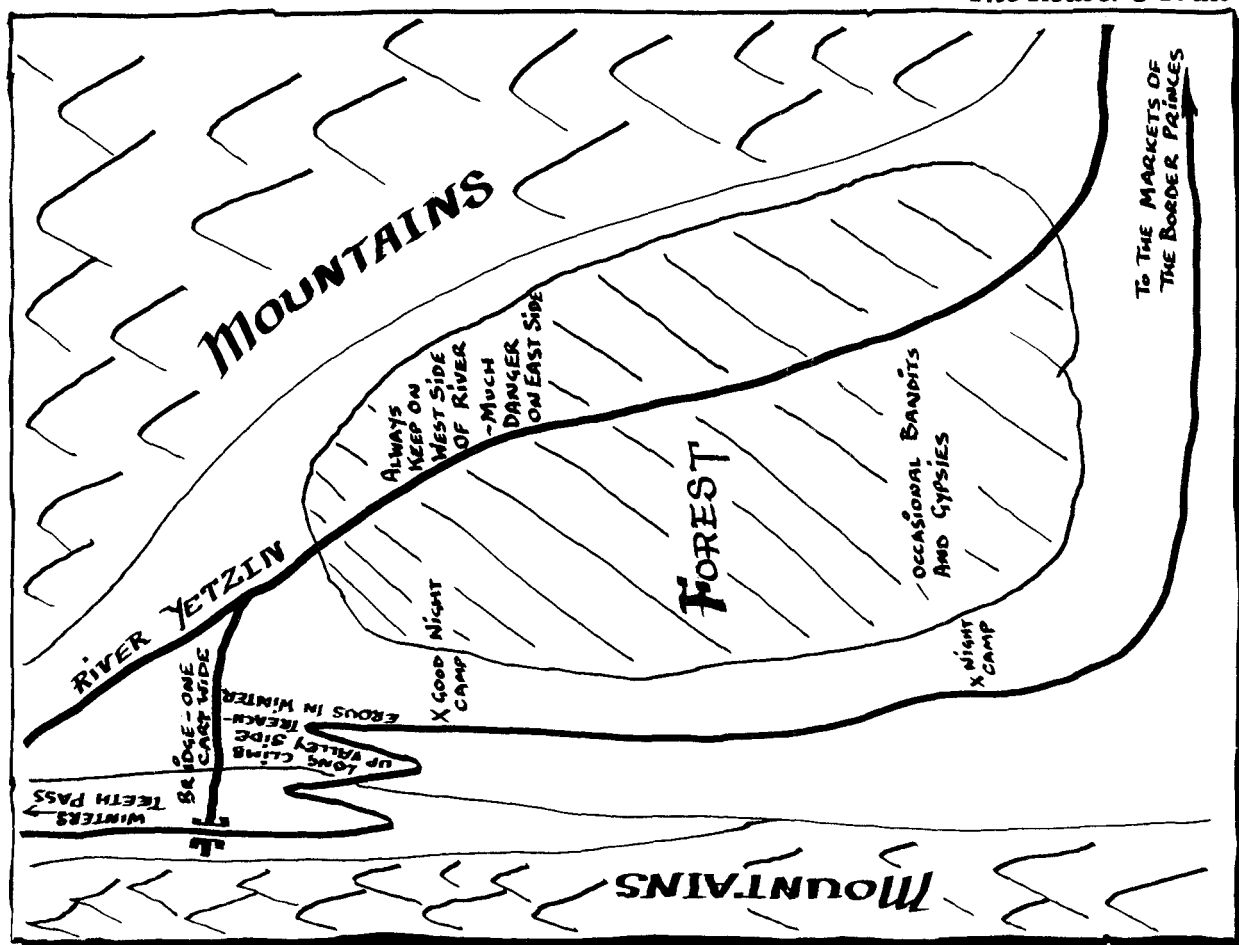 MOUNTAINS
RIVER YETZIN
ALWAYS
KEEP ON
WEST SIDE
OF RIVER
-MUCH
DANGER
ON EAST SIDE
TO THE MARKETS OF
THE BORDER PRINCES
FOREST
OCCASIONAL BANDITS
AND GYPSIES
BRIDGE-ONE
CART WIDE
X GOOD NIGHT
CAMP
X NIGHT
CAMP
LONG CLIMB
UP VALLEY SIDE
TREACH-
EROUS IN WINTER
WINTERS
TEETH PASS
MOUNTAINS